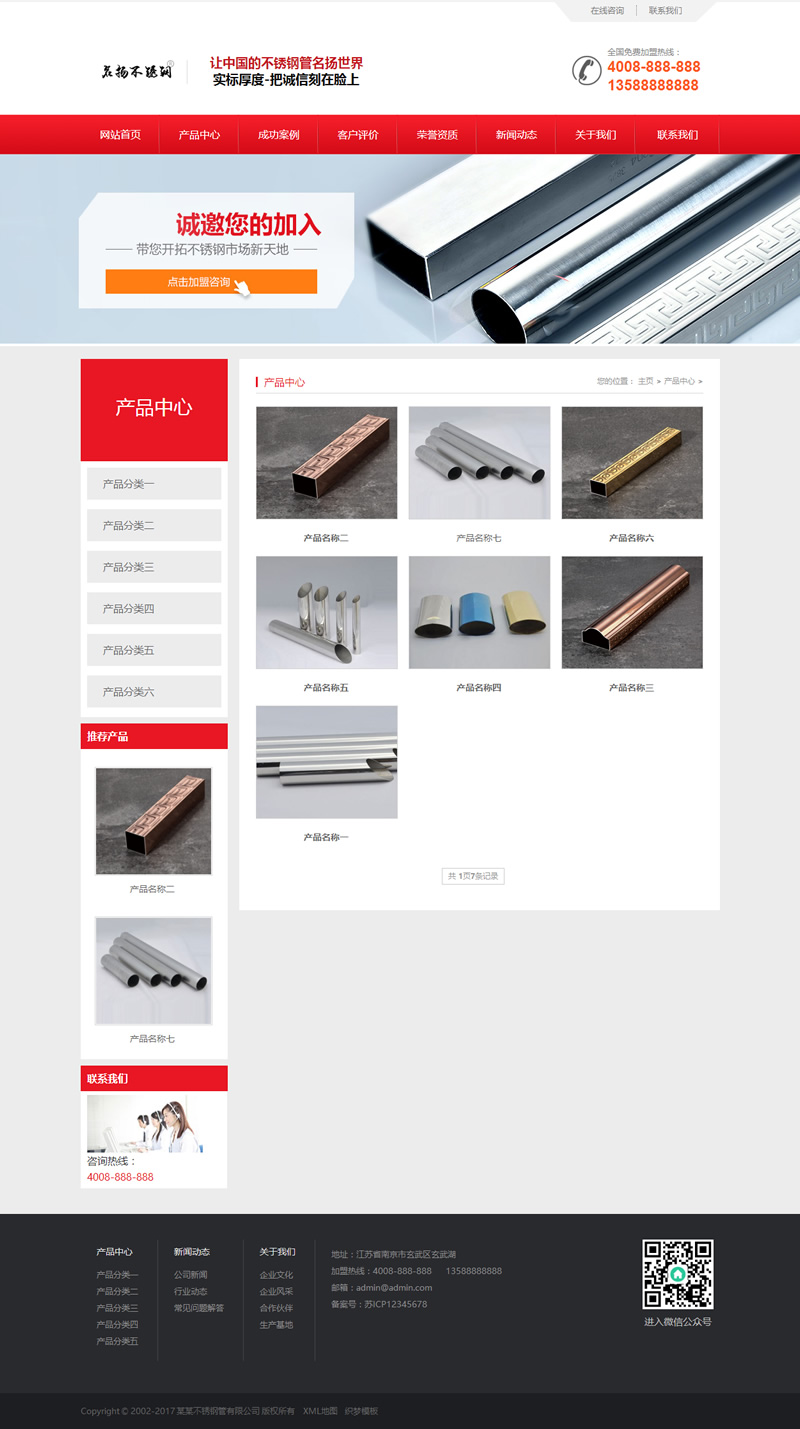 在线咨询 联系我们
名扬不锈钢®
让中国的不锈钢管名扬世界
实际厚度-把诚信刻在脸上
全国免费加盟热线：
4008-888-888
13588888888
网站首页 产品中心 成功案例 客户评价 荣誉资质 新闻动态 关于我们 联系我们
诚邀您的加入
带您开拓不锈钢市场新天地
点击加盟咨询
产品中心
产品分类一
产品分类二
产品分类三
产品分类四
产品分类五
产品分类六
推荐产品
产品名称二
产品名称七
联系我们
咨询热线：
4008-888-888
产品中心
您的位置： 主页 > 产品中心 >
产品名称二 产品名称七 产品名称六
产品名称五 产品名称四 产品名称三
产品名称一
共 1页7条记录
产品中心
产品分类一
产品分类二
产品分类三
产品分类四
产品分类五
新闻动态
公司新闻
行业动态
常见问题解答
关于我们
企业文化
企业风采
合作伙伴
生产基地
地址：江苏省南京市玄武区玄武湖
加盟热线：4008-888-888 13588888888
邮箱：admin@admin.com
备案号：苏ICP12345678
进入微信公众号
Copyright © 2002-2017 某某不锈钢管有限公司 版权所有 XML地图 织梦模板